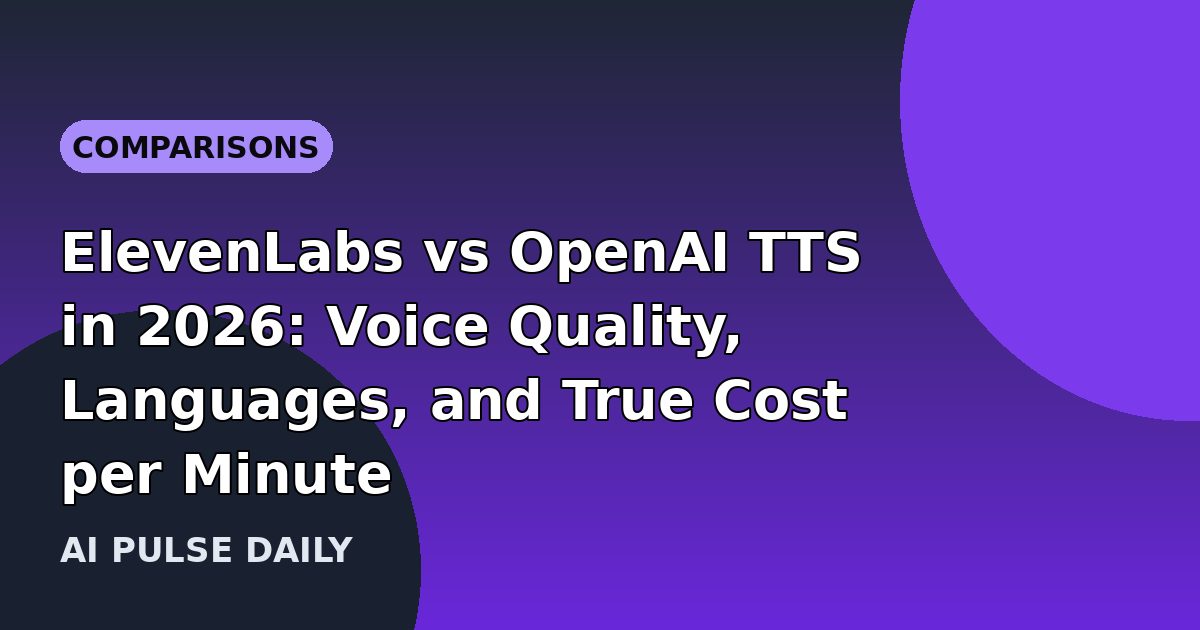 COMPARISONS
ElevenLabs vs OpenAI TTS
in 2026: Voice Quality,
Languages, and True Cost
per Minute
AI PULSE DAILY